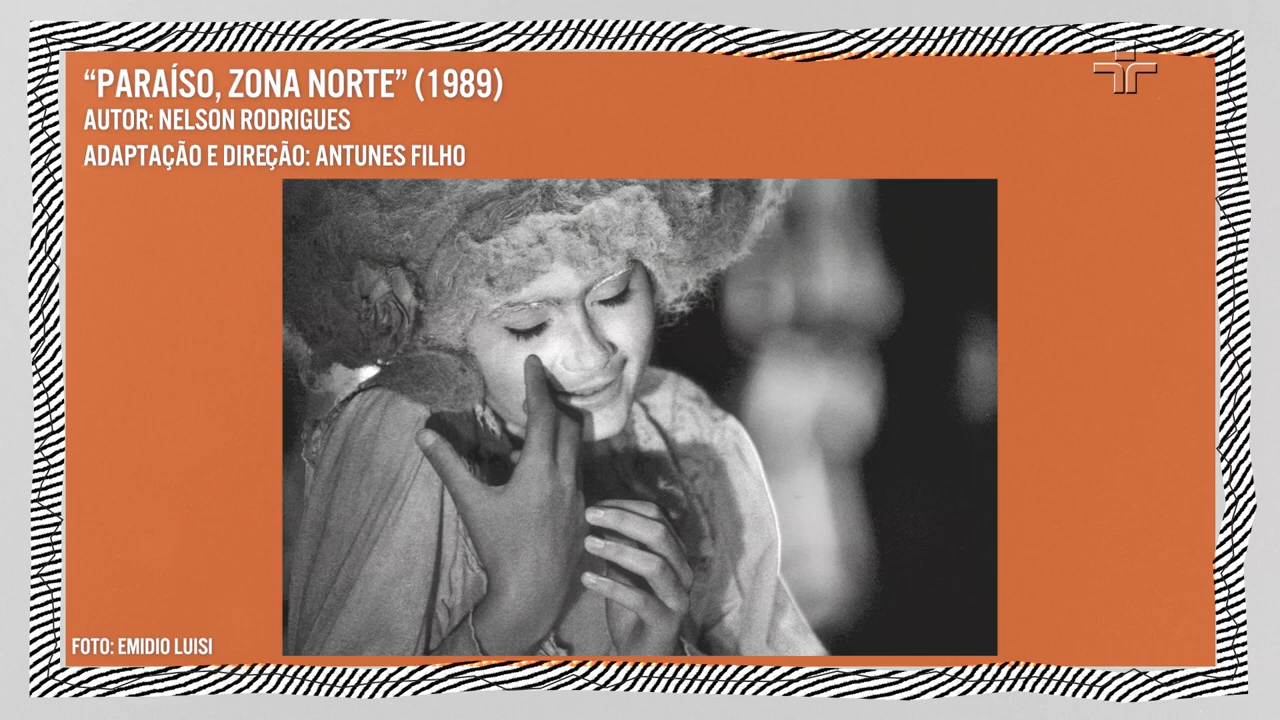 “PARAÍSO, ZONA NORTE” (1989)
AUTOR: NELSON RODRIGUES
ADAPTAÇÃO E DIREÇÃO: ANTUNES FILHO
FOTO: EMIDIO LUISI